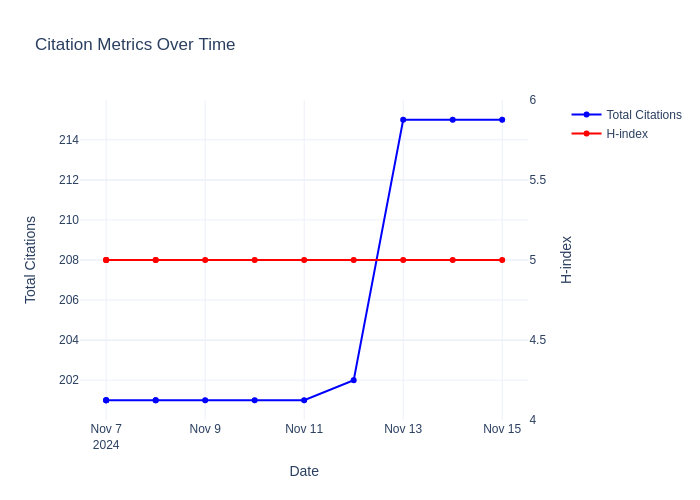 Citation Metrics Over Time
Total Citations
H-index
214
212
210
208
206
204
202
Total Citations
6
5.5
5
4.5
4
H-index
Nov 7
2024
Nov 9
Nov 11
Nov 13
Nov 15
Date